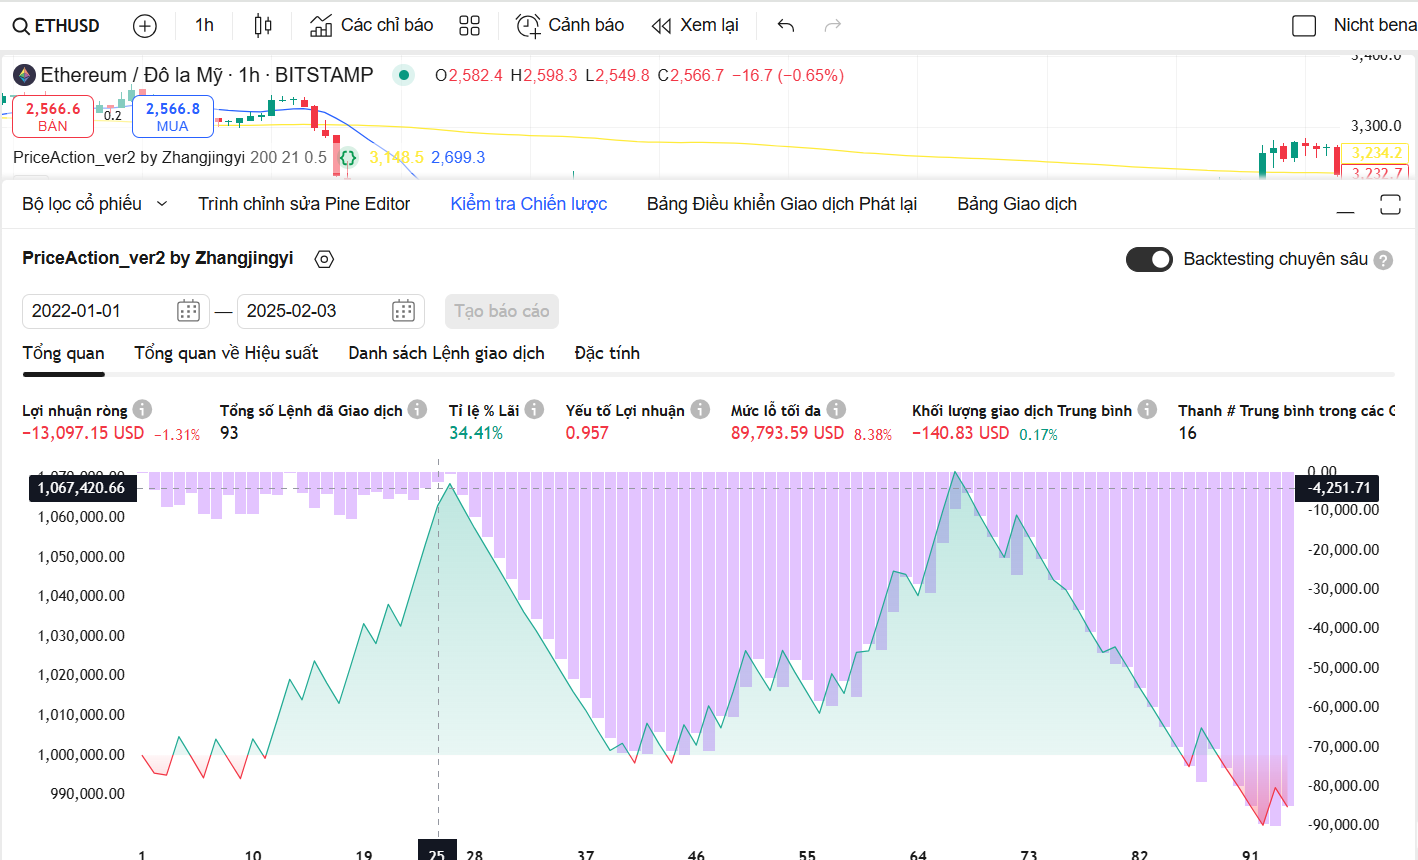 ETHUSD 1h Các chỉ báo Cảnh báo Xem lại Nicht bena
Ethereum / Đô la Mỹ · 1h · BITSTAMP O2,582.4 H2,598.3 L2,549.8 C2,566.7 −16.7 (−0.65%)
3,400.0
2,566.6 BÁN 0.2 2,566.8 MUA
3,300.0
PriceAction_ver2 by Zhangjingyi 200 21 0.5 {} 3,148.5 2,699.3
3,234.2
3,232.7
Bộ lọc cổ phiếu Trình chỉnh sửa Pine Editor Kiểm tra Chiến lược Bảng Điều khiển Giao dịch Phát lại Bảng Giao dịch
PriceAction_ver2 by Zhangjingyi Backtesting chuyên sâu ?
2022-01-01 — 2025-02-03 Tạo báo cáo
Tổng quan Tổng quan về Hiệu suất Danh sách Lệnh giao dịch Đặc tính
Lợi nhuận ròng Tổng số Lệnh đã Giao dịch Tỉ lệ % Lãi Yếu tố Lợi nhuận Mức lỗ tối đa Khối lượng giao dịch Trung bình Thanh # Trung bình trong các G
−13,097.15 USD −1.31% 93 34.41% 0.957 89,793.59 USD 8.38% −140.83 USD 0.17% 16
1,070,000.00 0.00
1,067,420.66 -4,251.71
1,060,000.00 -10,000.00
1,050,000.00 -20,000.00
1,040,000.00 -30,000.00
1,030,000.00 -40,000.00
1,020,000.00 -50,000.00
1,010,000.00 -60,000.00
1,000,000.00 -70,000.00
990,000.00 -80,000.00
-90,000.00
1 10 19 25 28 37 46 55 64 73 82 91